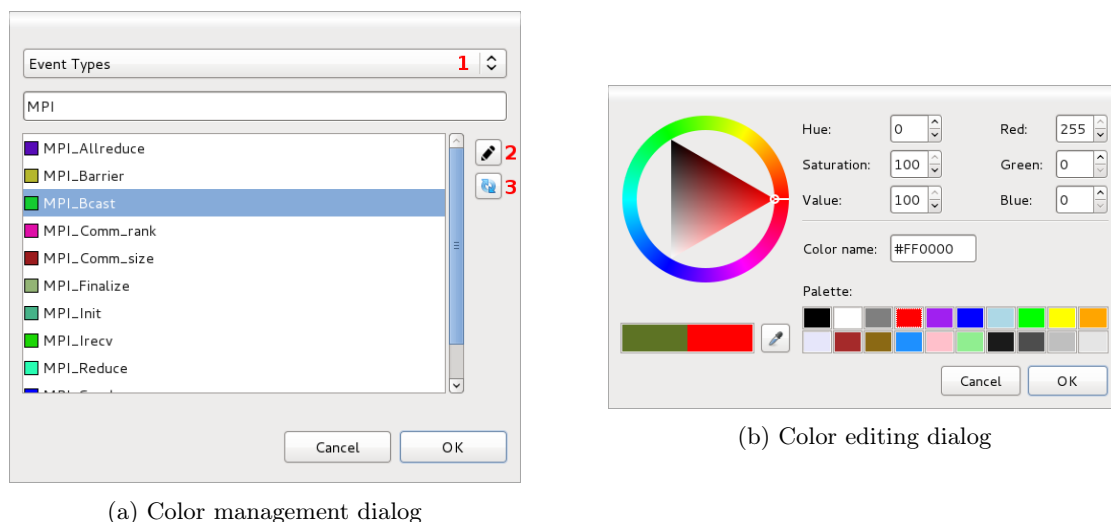 Event Types 1
MPI
MPI_Allreduce
MPI_Barrier
MPI_Bcast
MPI_Comm_rank
MPI_Comm_size
MPI_Finalize
MPI_Init
MPI_Irecv
MPI_Reduce
2
3
Cancel OK
(a) Color management dialog
Hue: 0 Red: 255
Saturation: 100 Green: 0
Value: 100 Blue: 0
Color name: #FF0000
Palette:
Cancel OK
(b) Color editing dialog